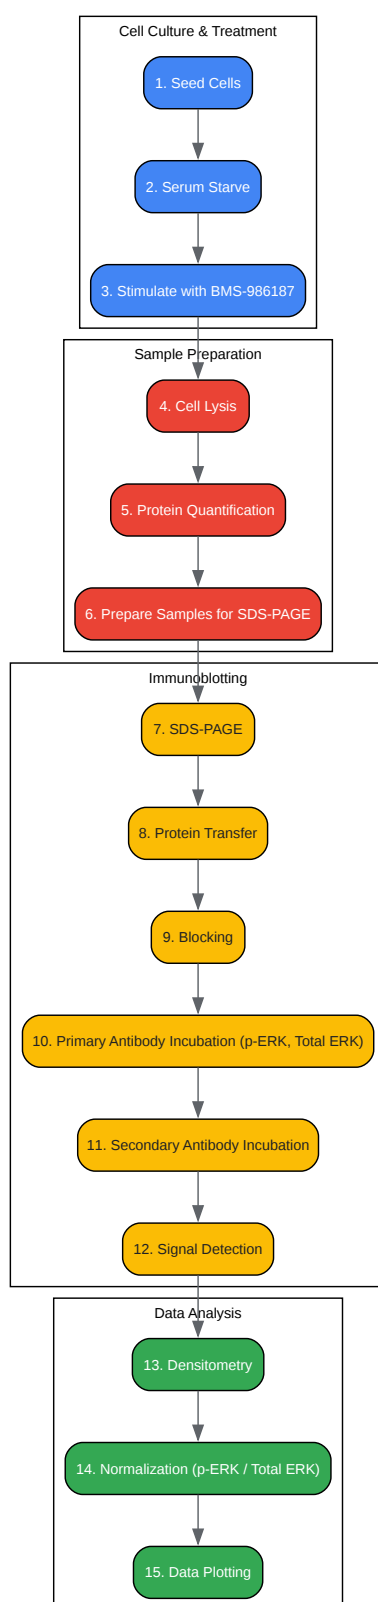 Cell Culture & Treatment
1. Seed Cells
2. Serum Starve
3. Stimulate with BMS-986187
Sample Preparation
4. Cell Lysis
5. Protein Quantification
6. Prepare Samples for SDS-PAGE
Immunoblotting
7. SDS-PAGE
8. Protein Transfer
9. Blocking
10. Primary Antibody Incubation (p-ERK, Total ERK)
11. Secondary Antibody Incubation
12. Signal Detection
Data Analysis
13. Densitometry
14. Normalization (p-ERK / Total ERK)
15. Data Plotting